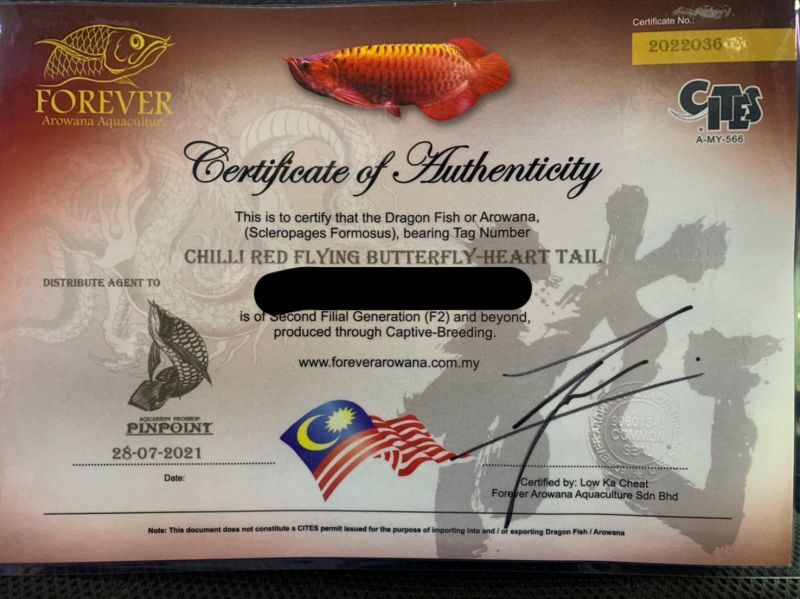 FOREVER
Arowana Aquaculture
Certificate No.:
2022036
CITES
A-MY-566
Certificate of Authenticity
This is to certify that the Dragon Fish or Arowana,
(Scleropages Formosus), bearing Tag Number
CHILLI RED FLYING BUTTERFLY-HEART TAIL
DISTRIBUTE AGENT TO
is of Second Filial Generation (F2) and beyond,
produced through Captive-Breeding.
www.foreverarowana.com.my
AQUARIUM PROSHOP
PINPOINT
28-07-2021
Date:
COMMON
SEAL
Certified by: Low Ka Cheat
Forever Arowana Aquaculture Sdn Bhd
Note: This document does not constitute a CITES permit issued for the purpose of importing into and / or exporting Dragon Fish / Arowana